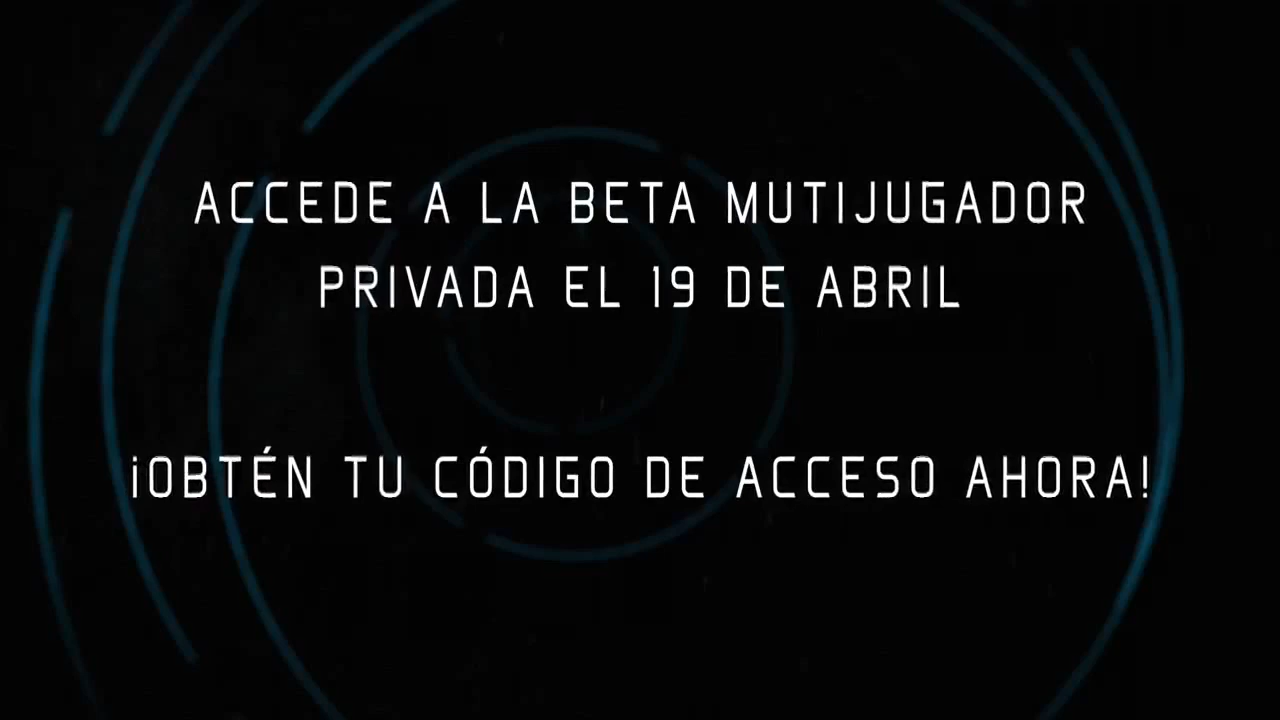 ACCEDE A LA BETA MUTIJUGADOR
PRIVADA EL 19 DE ABRIL
¡OBTÉN TU CÓDIGO DE ACCESO AHORA!